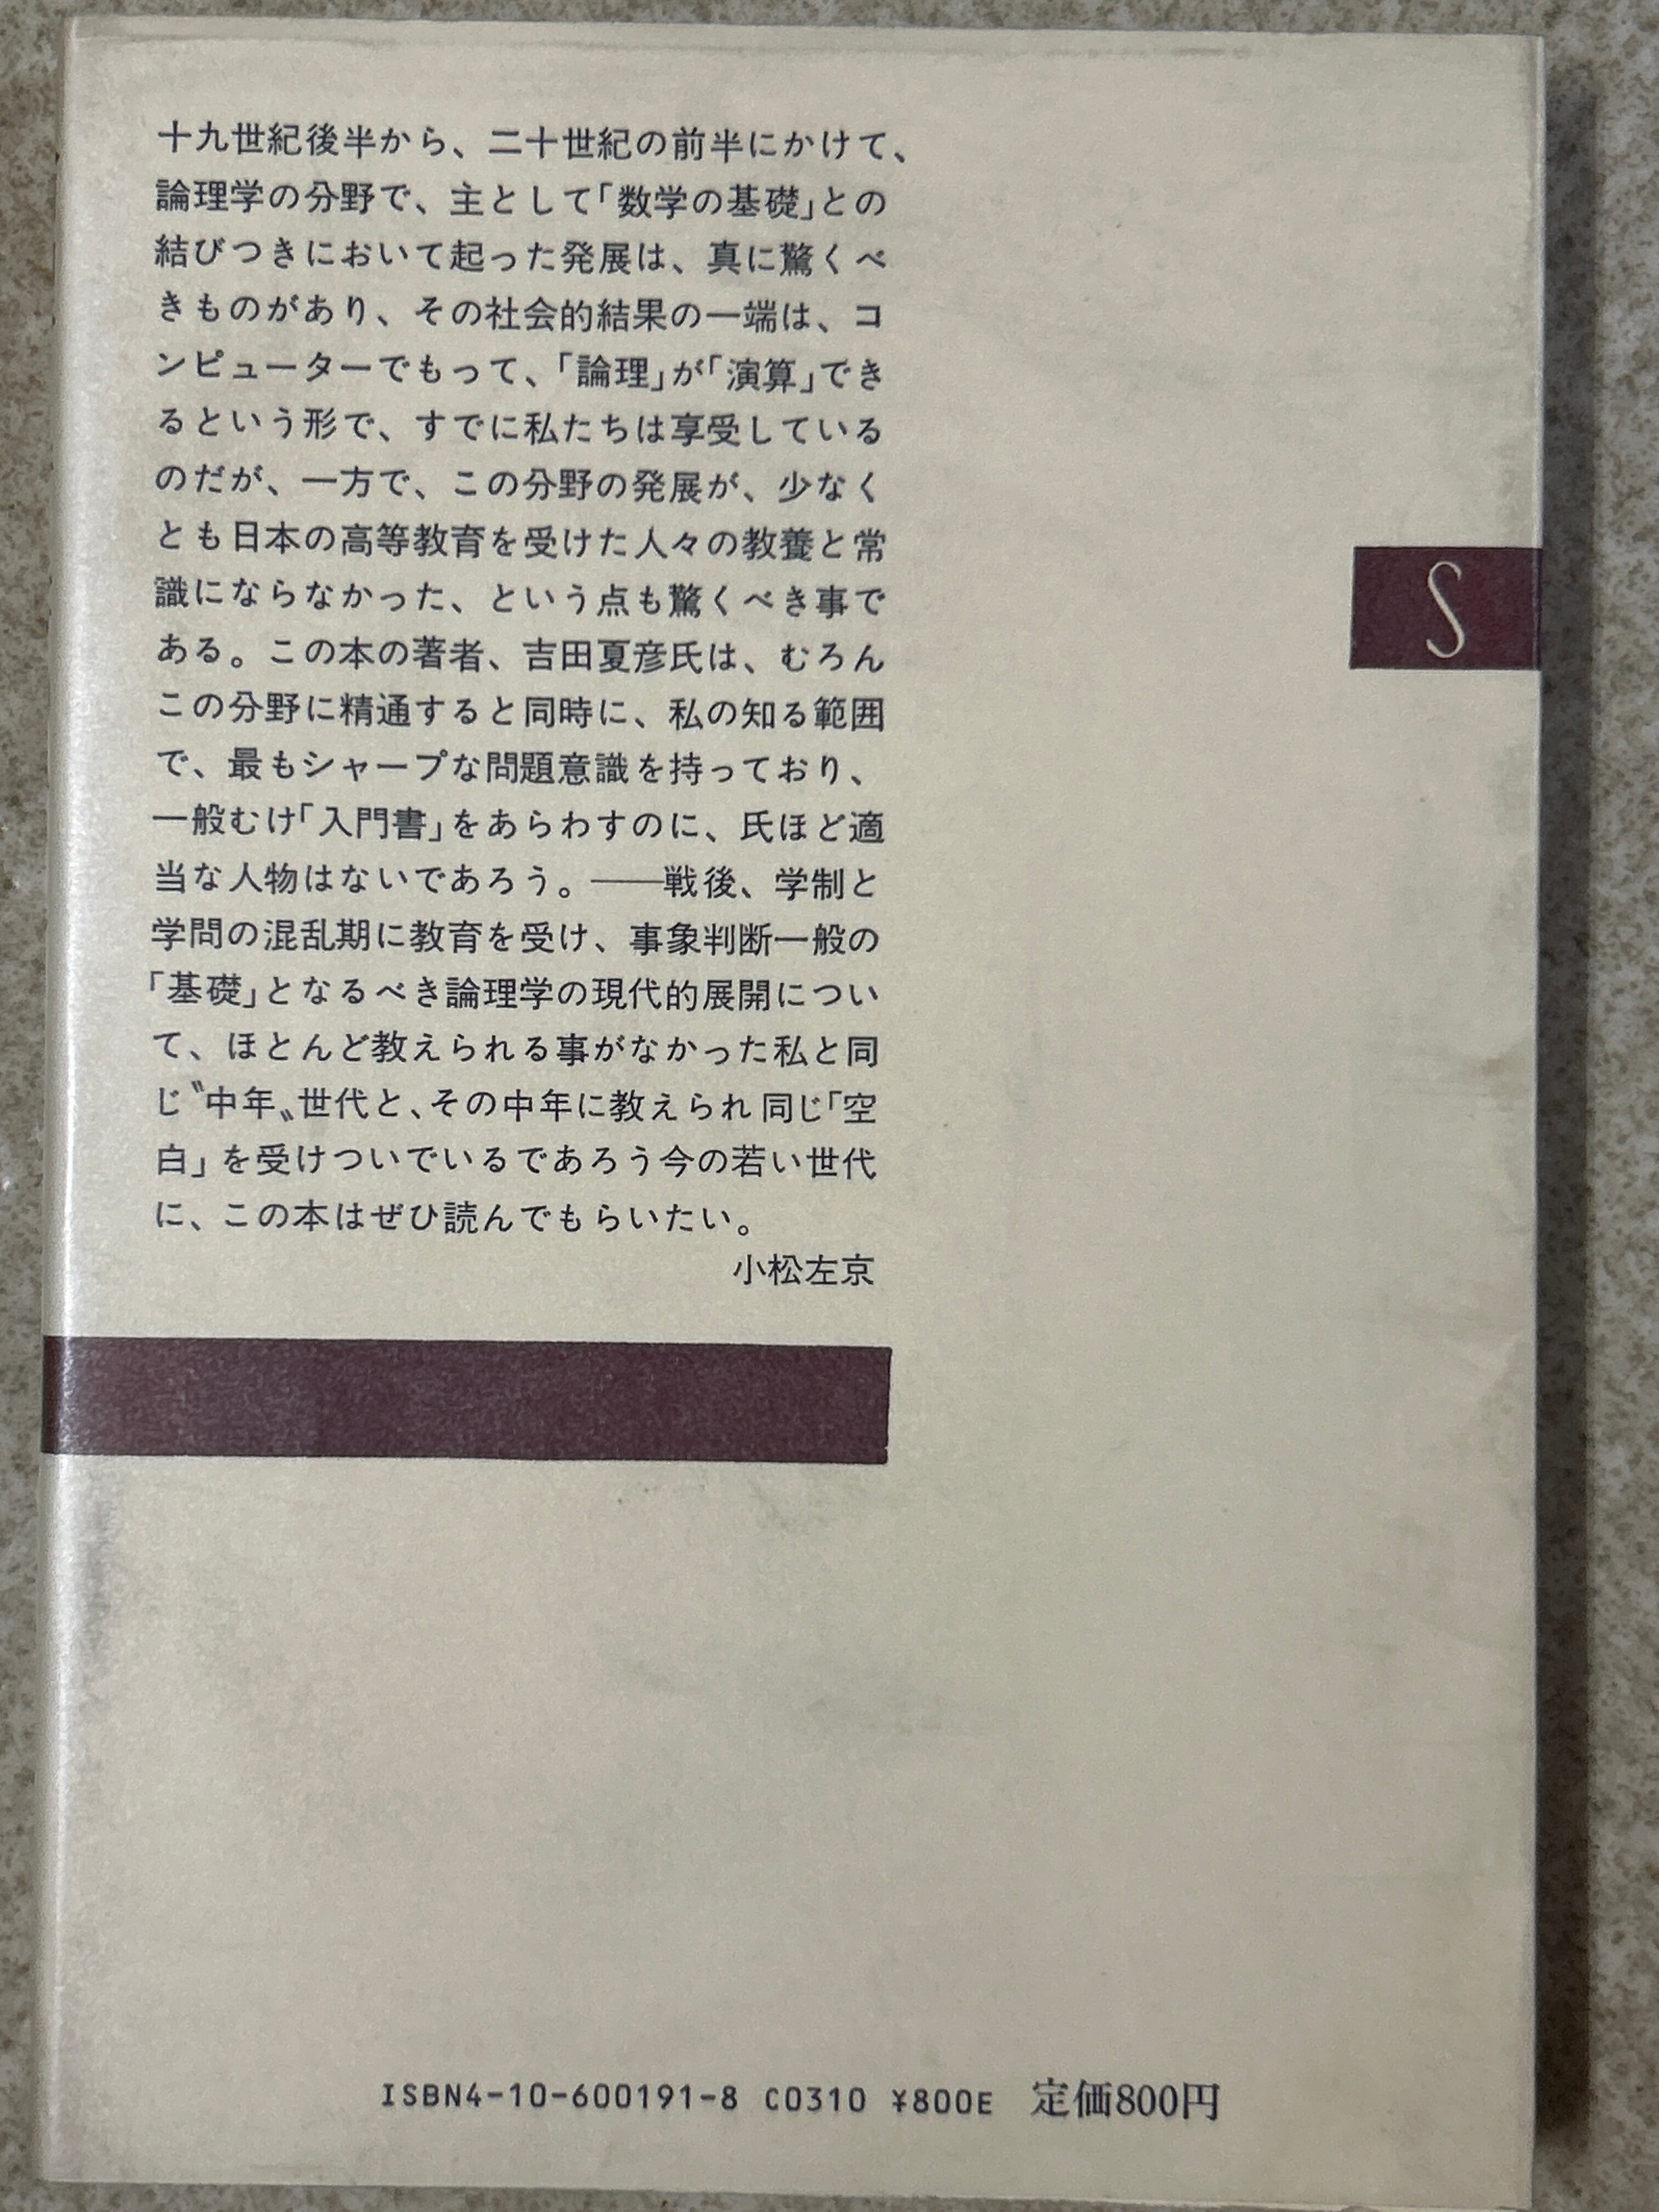 十九世紀後半から、二十世紀の前半にかけて、
論理学の分野で、主として「数学の基礎」との
結びつきにおいて起った発展は、真に驚くべ
きものがあり、その社会的結果の一端は、コ
ンピューターでもって、「論理」が「演算」でき
るという形で、すでに私たちは享受している
のだが、一方で、この分野の発展が、少なく
とも日本の高等教育を受けた人々の教養と常
識にならなかった、という点も驚くべき事で
ある。この本の著者、吉田夏彦氏は、むろん
この分野に精通すると同時に、私の知る範囲
で、最もシャープな問題意識を持っており、
一般むけ「入門書」をあらわすのに、氏ほど適
当な人物はないであろう。——戦後、学制と
学問の混乱期に教育を受け、事象判断一般の
「基礎」となるべき論理学の現代的展開につい
て、ほとんど教えられる事がなかった私と同
じ〝中年〟世代と、その中年に教えられ同じ「空
白」を受けついでいるであろう今の若い世代
に、この本はぜひ読んでもらいたい。
小松左京
S
ISBN4-10-600191-8 C0310 ¥800E 定価800円